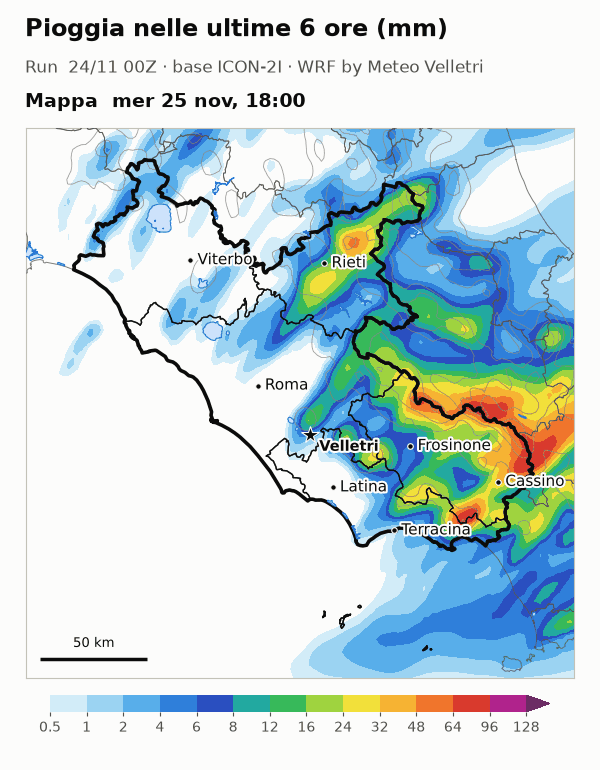 Pioggia nelle ultime 6 ore (mm)
Run  24/11 00Z · base ICON-2I · WRF by Meteo Velletri
Mappa  mer 25 nov, 18:00
Viterbo
Rieti
Roma
Velletri
Frosinone
Latina
Cassino
Terracina
50 km
0.5 1 2 4 6 8 12 16 24 32 48 64 96 128